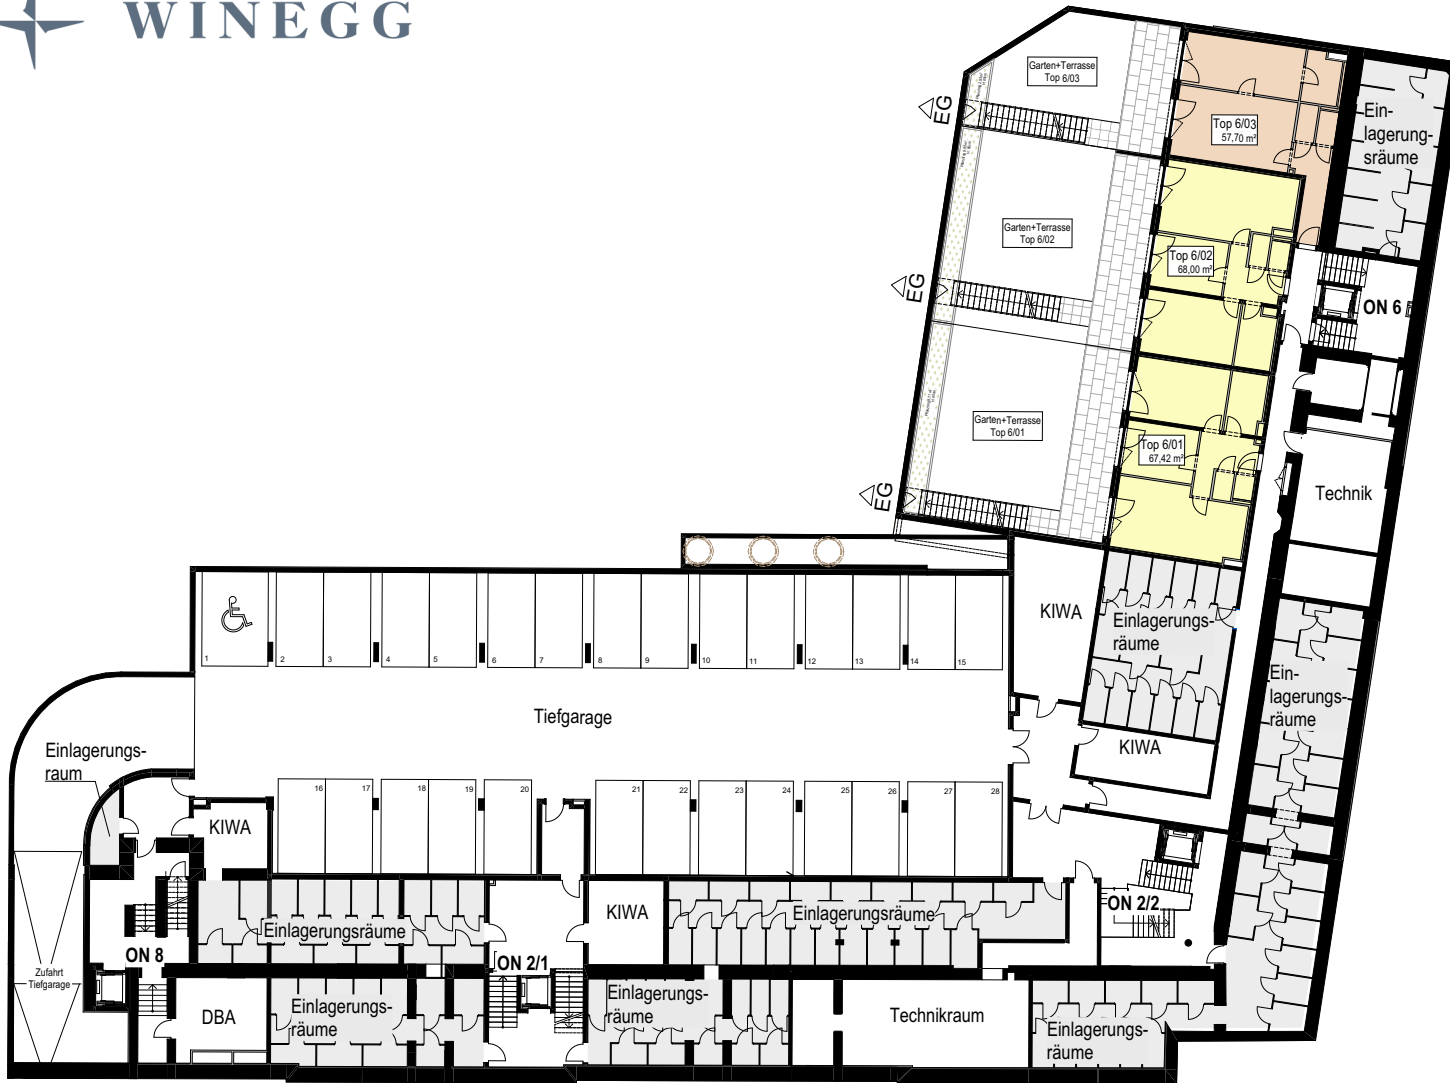 WINEGG
Garten+Terrasse
Top 6/03
EG
Top 6/03
57,70 m²
Ein-
lagerung-
sräume
Garten+Terrasse
Top 6/02
Top 6/02
68,00 m²
EG
ON 6
Garten+Terrasse
Top 6/01
Top 6/01
67,42 m²
EG
Technik
KIWA
Einlagerungs-
räume
Ein-
lagerungs-
räume
KIWA
1
2
3
4
5
6
7
8
9
10
11
12
13
14
15
Tiefgarage
Einlagerungs-
raum
16
17
18
19
20
21
22
23
24
25
26
27
28
KIWA
Einlagerungsräume
KIWA
Einlagerungsräume
ON 2/2
ON 8
ON 2/1
Zufahrt
Tiefgarage
DBA
Einlagerungs-
räume
Einlagerungs-
räume
Technikraum
Einlagerungs-
räume